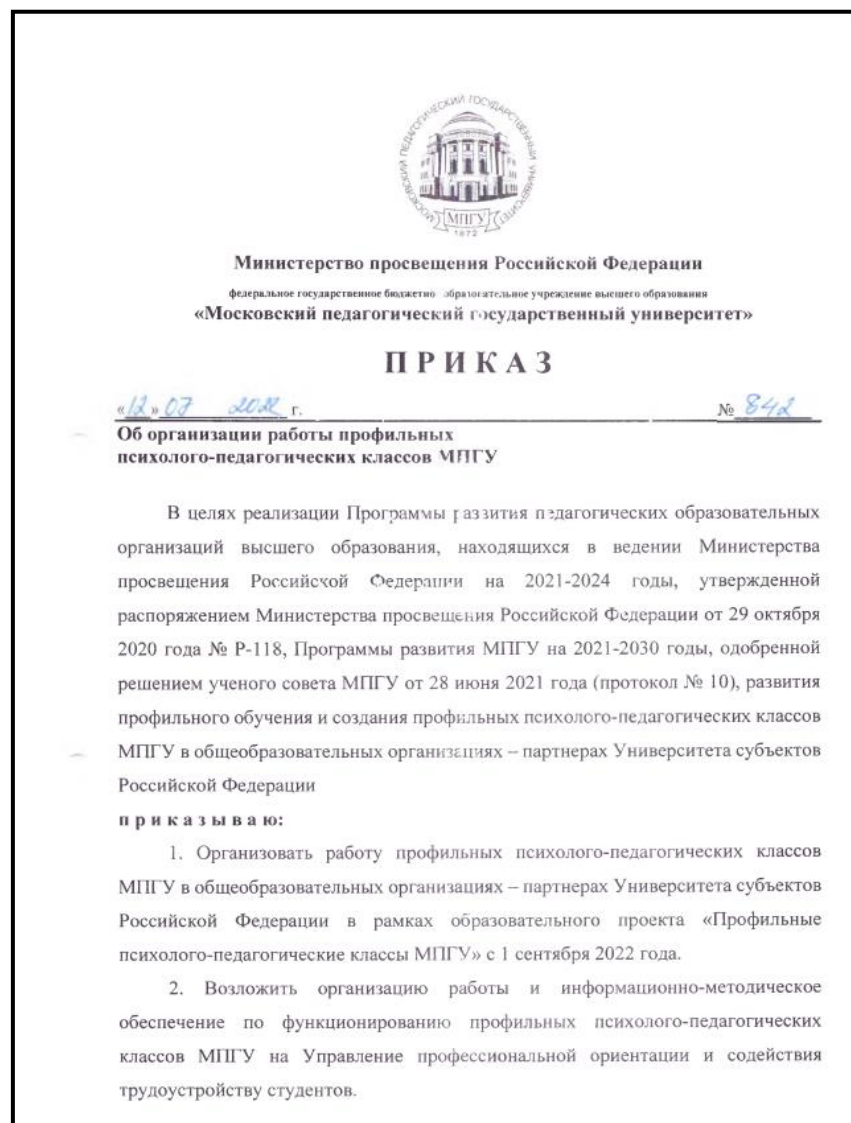 МОСКОВСКИЙ ПЕДАГОГИЧЕСКИЙ ГОСУДАРСТВЕННЫЙ УНИВЕРСИТЕТ
МПГУ
1872
Министерство просвещения Российской Федерации
федеральное государственное бюджетно образовательное учреждение высшего образования
«Московский педагогический государственный университет»
ПРИКАЗ
«12» 07 2022 г. № 842
Об организации работы профильных
психолого-педагогических классов МПГУ
В целях реализации Программы развития педагогических образовательных
организаций высшего образования, находящихся в ведении Министерства
просвещения Российской Федерации на 2021-2024 годы, утвержденной
распоряжением Министерства просвещения Российской Федерации от 29 октября
2020 года № Р-118, Программы развития МПГУ на 2021-2030 годы, одобренной
решением ученого совета МПГУ от 28 июня 2021 года (протокол № 10), развития
профильного обучения и создания профильных психолого-педагогических классов
МПГУ в общеобразовательных организациях – партнерах Университета субъектов
Российской Федерации
приказываю:
1. Организовать работу профильных психолого-педагогических классов
МПГУ в общеобразовательных организациях – партнерах Университета субъектов
Российской Федерации в рамках образовательного проекта «Профильные
психолого-педагогические классы МПГУ» с 1 сентября 2022 года.
2. Возложить организацию работы и информационно-методическое
обеспечение по функционированию профильных психолого-педагогических
классов МПГУ на Управление профессиональной ориентации и содействия
трудоустройству студентов.